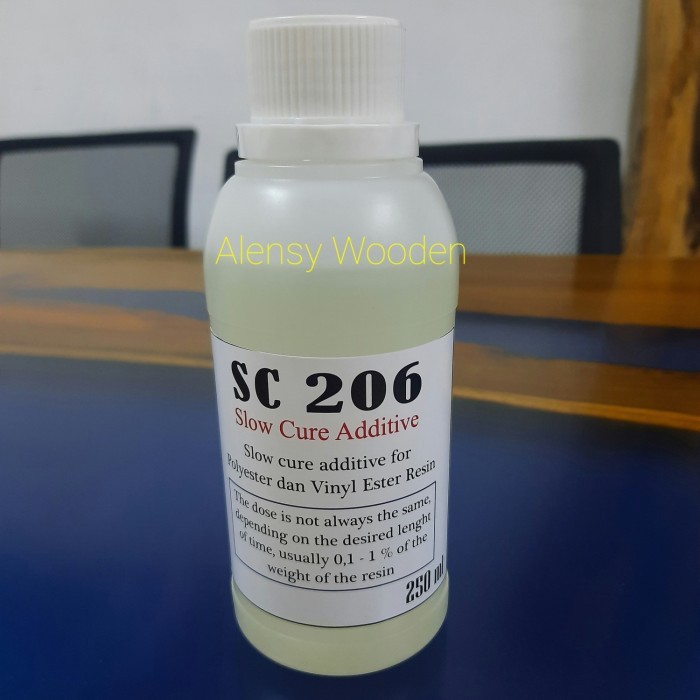 Alensy Wooden
SC 206
Slow Cure Additive
Slow cure additive for
Polyester dan Vinyl Ester Resin
The dose is not always the same,
depending on the desired lenght
of time, usually 0,1 - 1 % of the
weight of the resin
250 ml